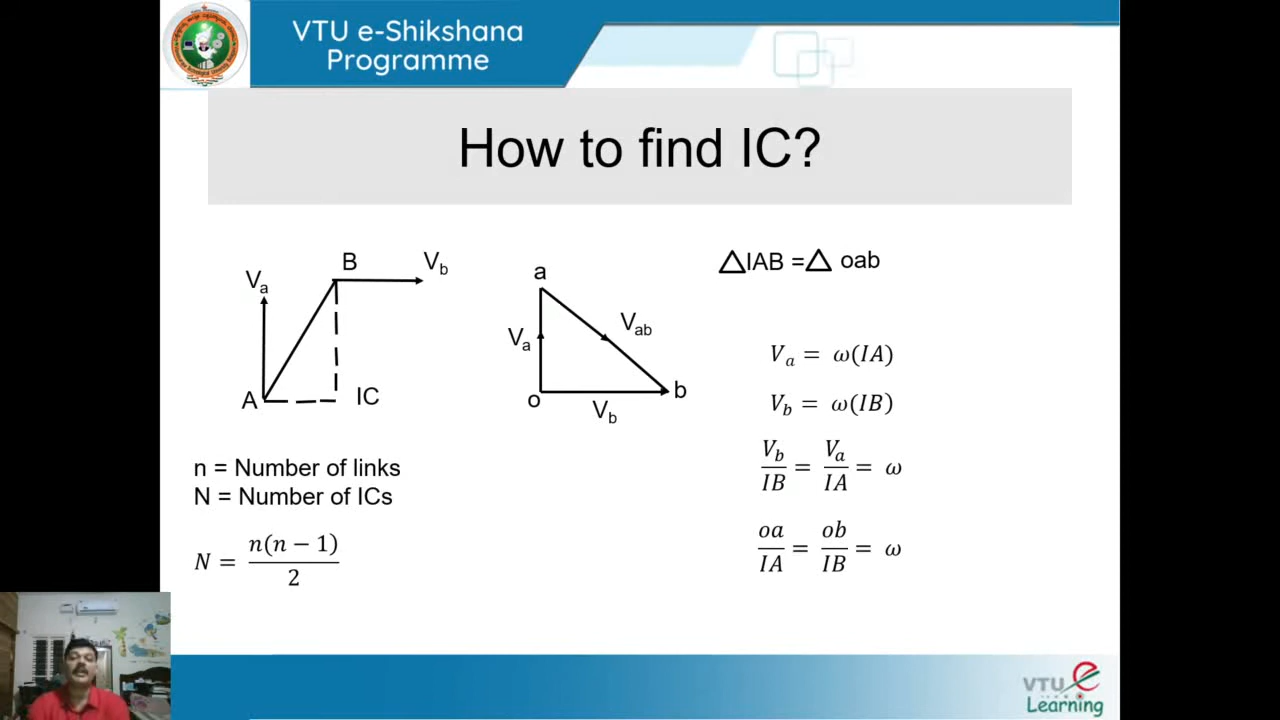 VTU e-Shikshana
Programme
How to find IC?
Va
B
Vb
A
IC
a
Va
Vab
o
b
Vb
△IAB =△ oab
Va = ω(IA)
Vb = ω(IB)
Vb/IB = Va/IA = ω
oa/IA = ob/IB = ω
n = Number of links
N = Number of ICs
N = n(n − 1)/2
VTU e
Learning